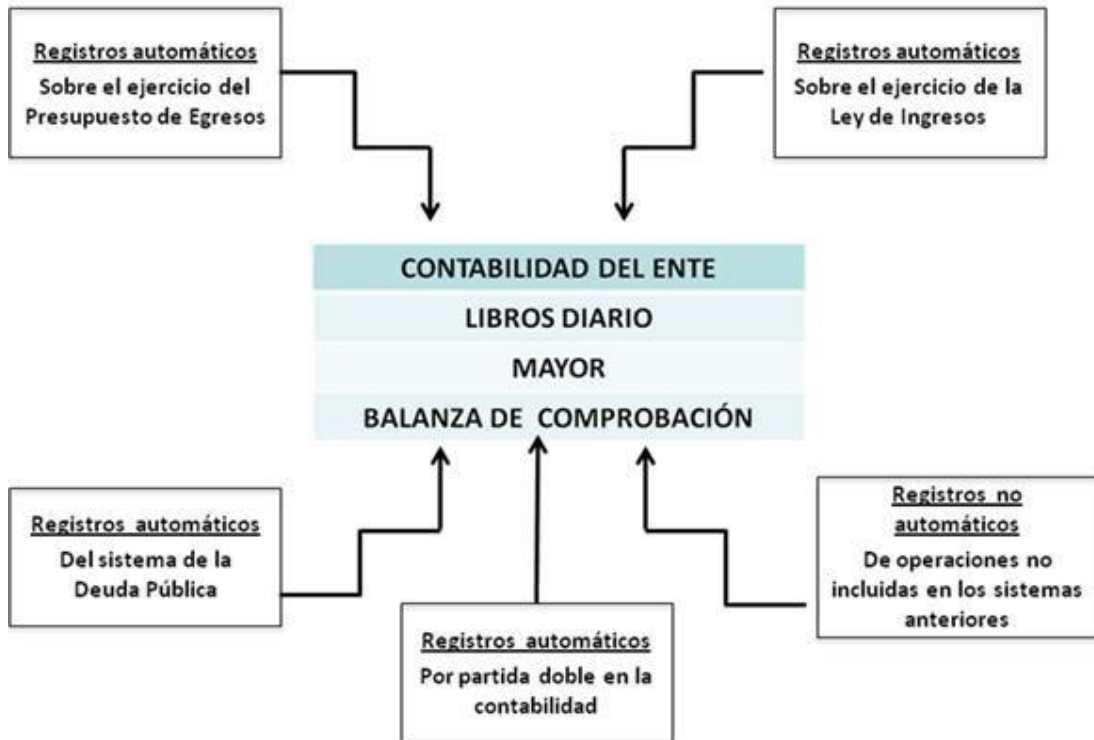 Registros automáticos
Sobre el ejercicio del
Presupuesto de Egresos
Registros automáticos
Sobre el ejercicio de la
Ley de Ingresos
CONTABILIDAD DEL ENTE
LIBROS DIARIO
MAYOR
BALANZA DE COMPROBACIÓN
Registros automáticos
Del sistema de la
Deuda Pública
Registros automáticos
Por partida doble en la
contabilidad
Registros no
automáticos
De operaciones no
incluidas en los sistemas
anteriores